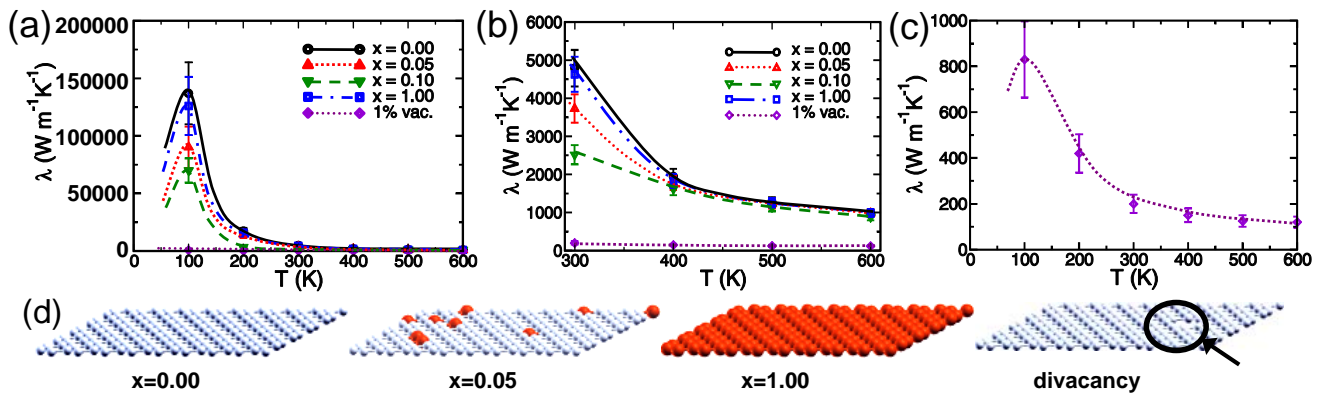 (a)
200000
150000
100000
50000
0
λ (W m⁻¹K⁻¹)
x = 0.00
x = 0.05
x = 0.10
x = 1.00
1% vac.
0 100 200 300 400 500 600
T (K)
(b)
6000
5000
4000
3000
2000
1000
0
λ (W m⁻¹K⁻¹)
x = 0.00
x = 0.05
x = 0.10
x = 1.00
1% vac.
300 400 500 600
T (K)
(c)
1000
800
600
400
200
0
λ (W m⁻¹K⁻¹)
0 100 200 300 400 500 600
T (K)
(d)
x=0.00 x=0.05 x=1.00 divacancy